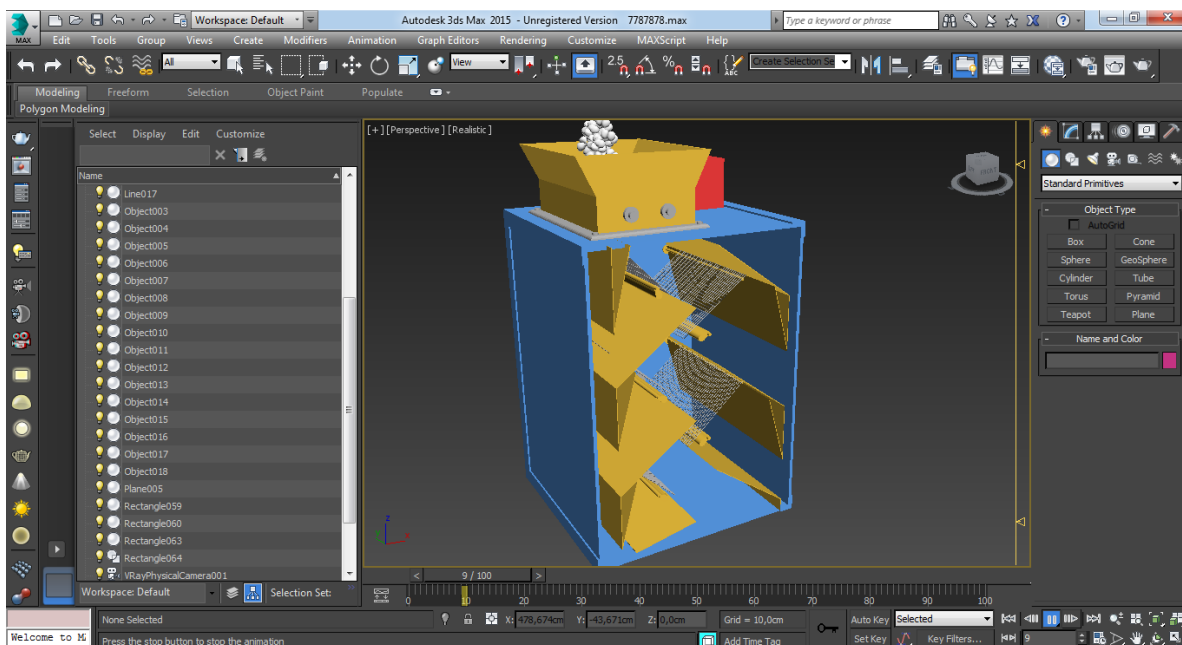 Workspace: Default
Autodesk 3ds Max 2015 - Unregistered Version 7787878.max
Type a keyword or phrase
MAX
Edit Tools Group Views Create Modifiers Animation Graph Editors Rendering Customize MAXScript Help
All
View
2.5
Create Selection Se
Modeling Freeform Selection Object Paint Populate
Polygon Modeling
Select Display Edit Customize
Name
Line017
Object003
Object004
Object005
Object006
Object007
Object008
Object009
Object010
Object011
Object012
Object013
Object014
Object015
Object016
Object017
Object018
Plane005
Rectangle059
Rectangle060
Rectangle063
Rectangle064
VRayPhysicalCamera001
Workspace: Default
Selection Set:
[+][Perspective][Realistic]
z
x
Standard Primitives
- Object Type
AutoGrid
Box Cone
Sphere GeoSphere
Cylinder Tube
Torus Pyramid
Teapot Plane
- Name and Color
< 9 / 100 >
0 10 20 30 40 50 60 70 80 90 100
None Selected
X: 478,674cm Y: -43,671cm Z: 0,0cm
Grid = 10,0cm
Auto Key Selected
Welcome to M
Press the stop button to stop the animation
Add Time Tag
Set Key Key Filters...
9